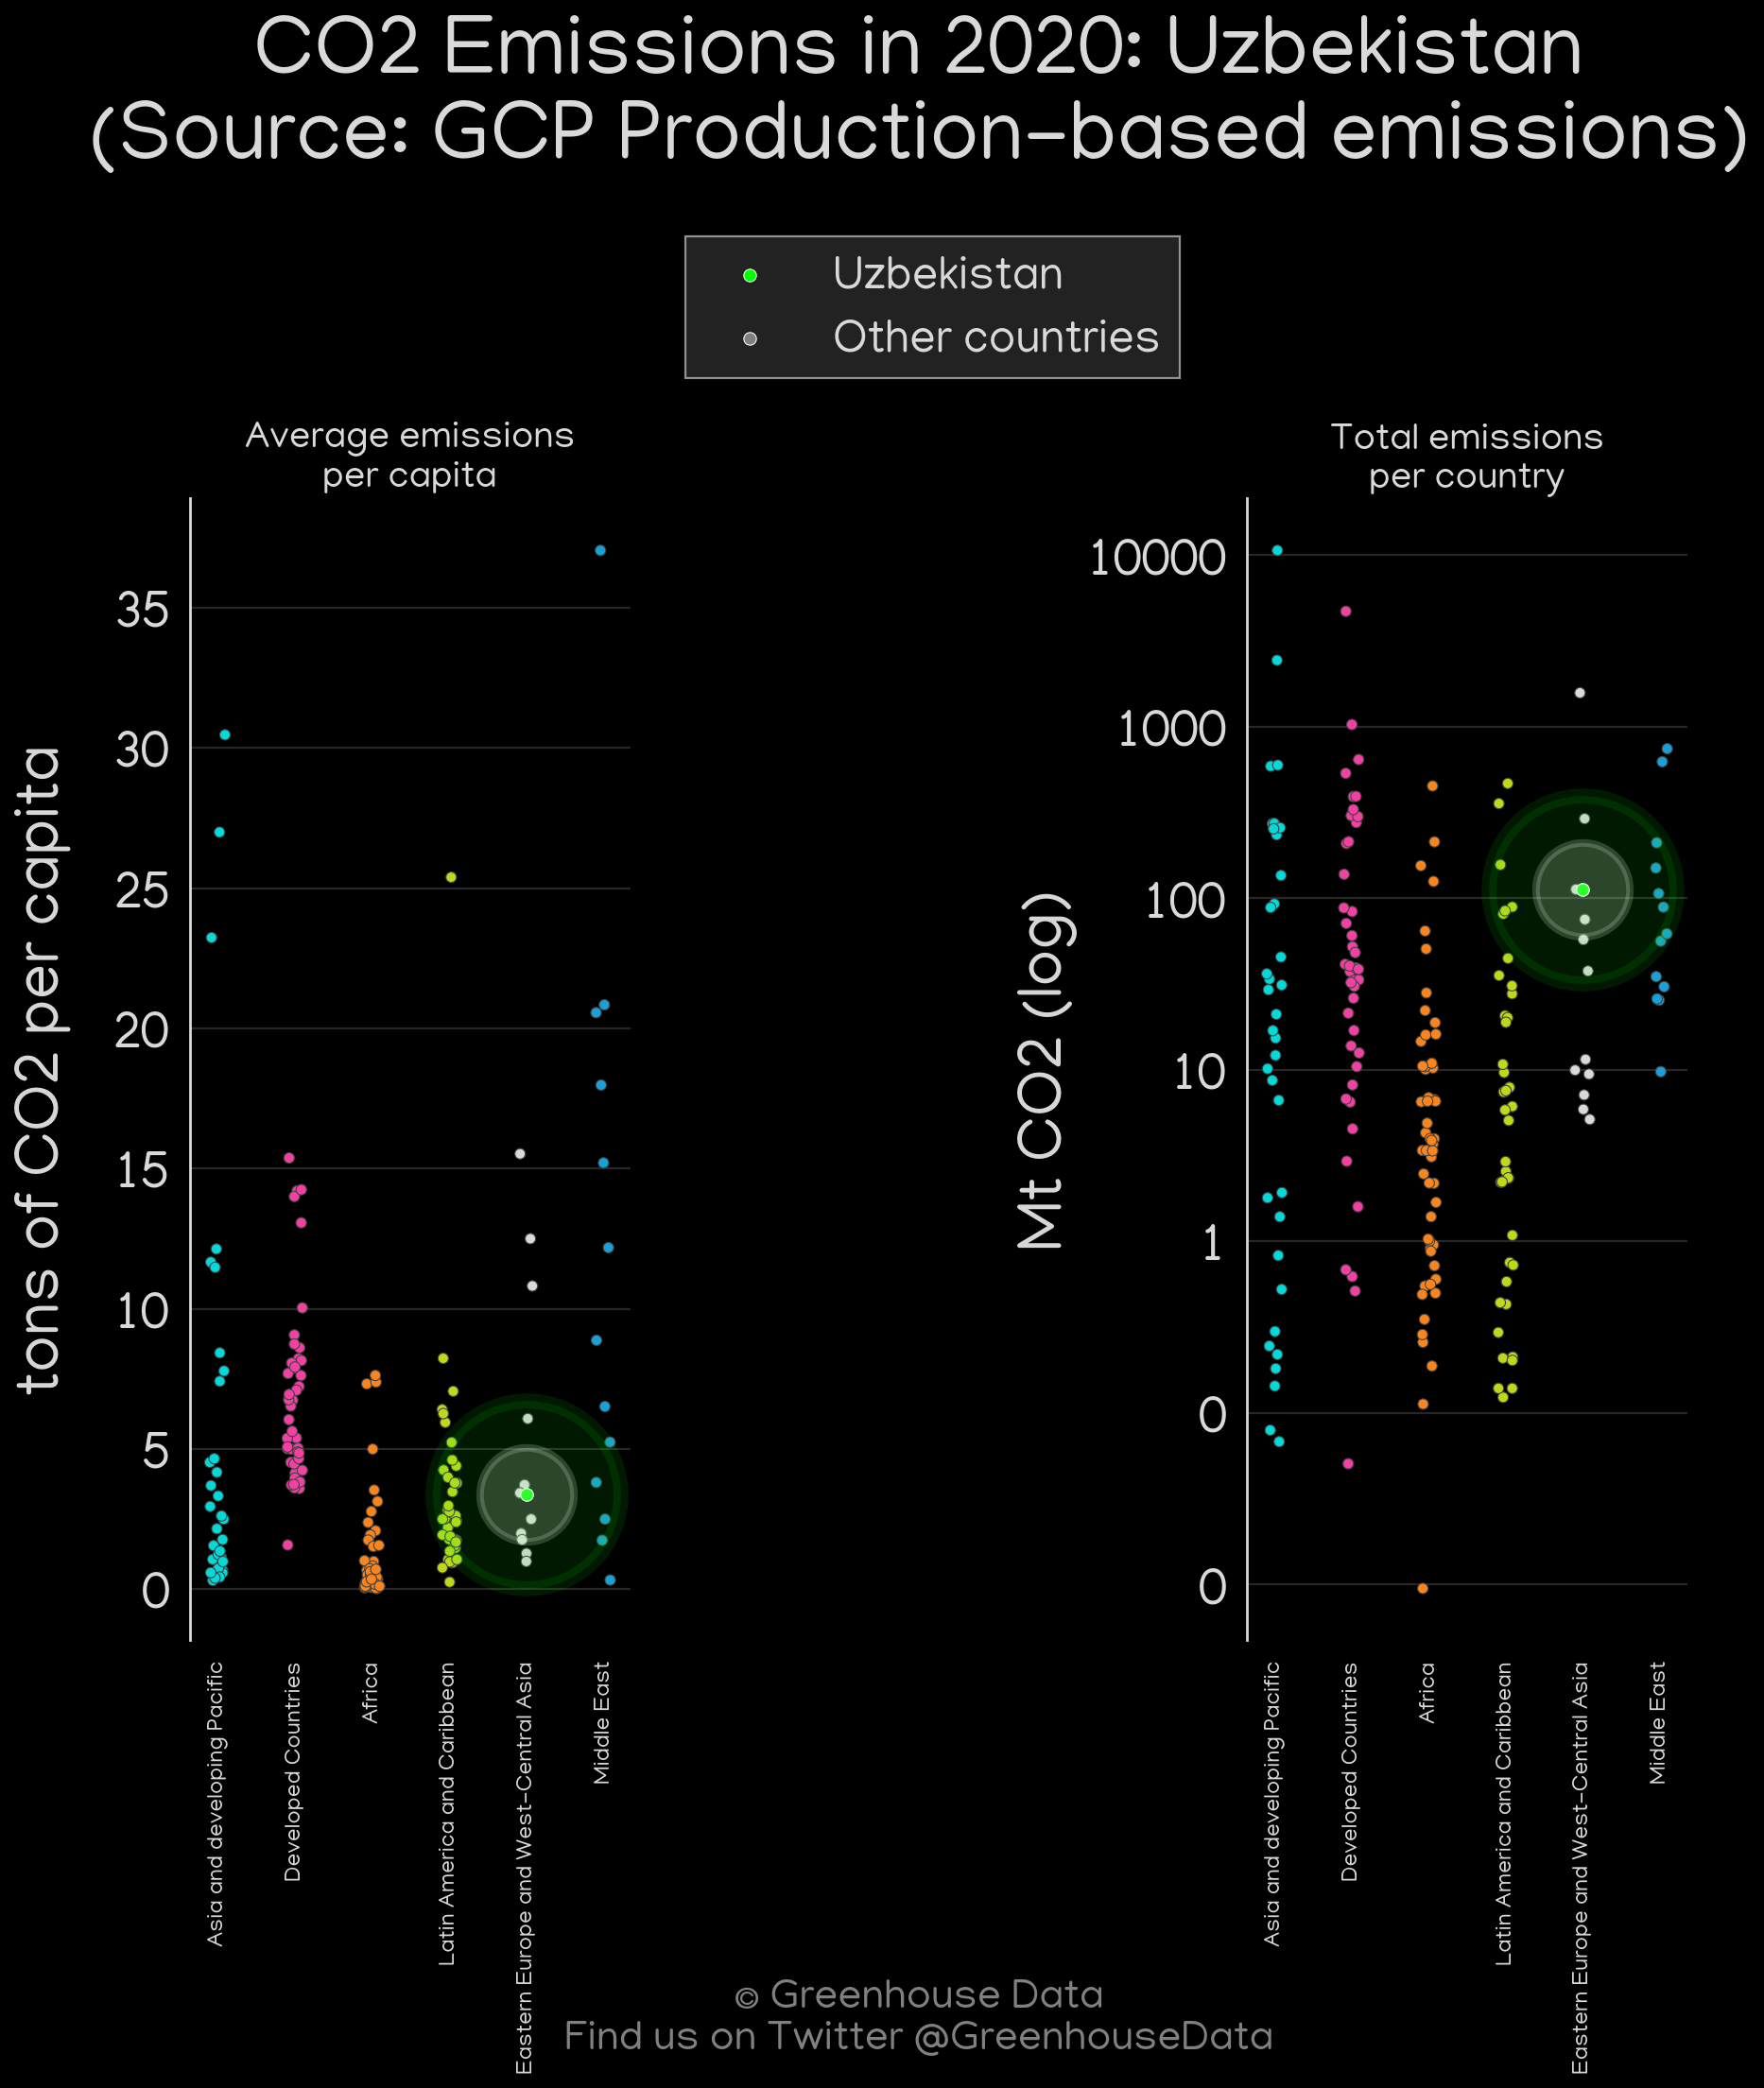 CO2 Emissions in 2020: Uzbekistan
(Source: GCP Production-based emissions)
Uzbekistan
Other countries
Average emissions
per capita
tons of CO2 per capita
35
30
25
20
15
10
5
0
Asia and developing Pacific
Developed Countries
Africa
Latin America and Caribbean
Eastern Europe and West-Central Asia
Middle East
Total emissions
per country
Mt CO2 (log)
10000
1000
100
10
1
0
0
Asia and developing Pacific
Developed Countries
Africa
Latin America and Caribbean
Eastern Europe and West-Central Asia
Middle East
© Greenhouse Data
Find us on Twitter @GreenhouseData